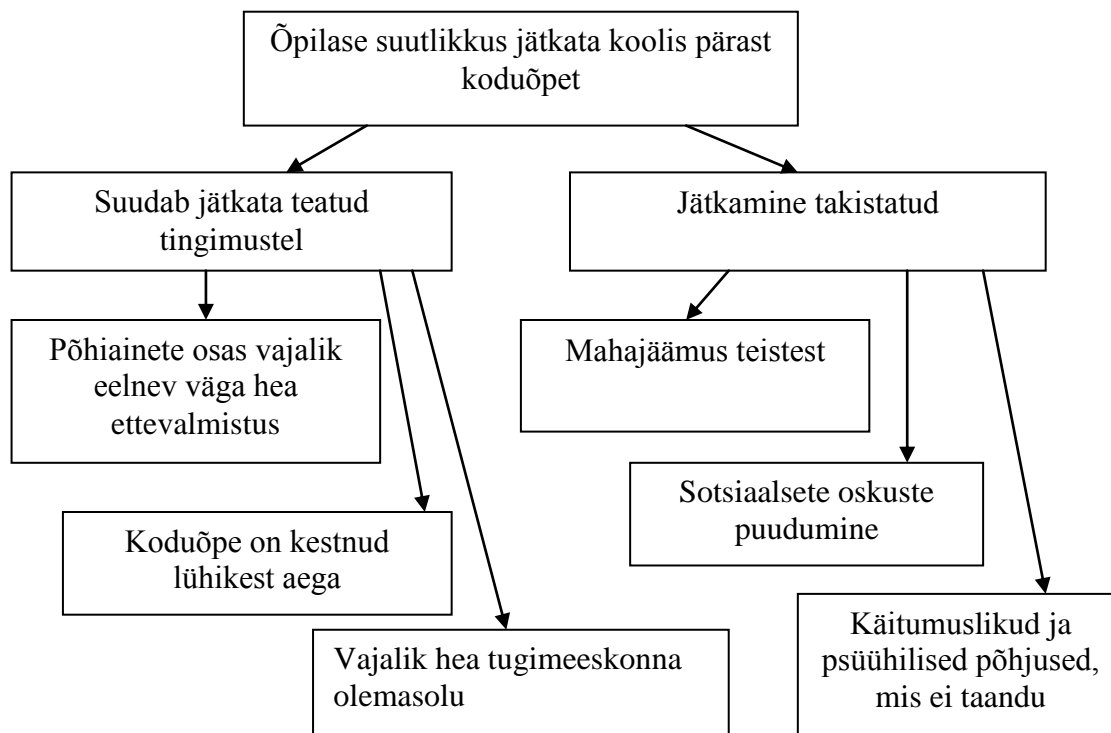 Õpilase suutlikkus jätkata koolis pärast
koduõpet
Suudab jätkata teatud
tingimustel
Jätkamine takistatud
Põhiainete osas vajalik
eelnev väga hea
ettevalmistus
Mahajäämus teistest
Sotsiaalsete oskuste
puudumine
Koduõpe on kestnud
lühikest aega
Vajalik hea tugimeeskonna
olemasolu
Käitumuslikud ja
psüühilised põhjused,
mis ei taandu